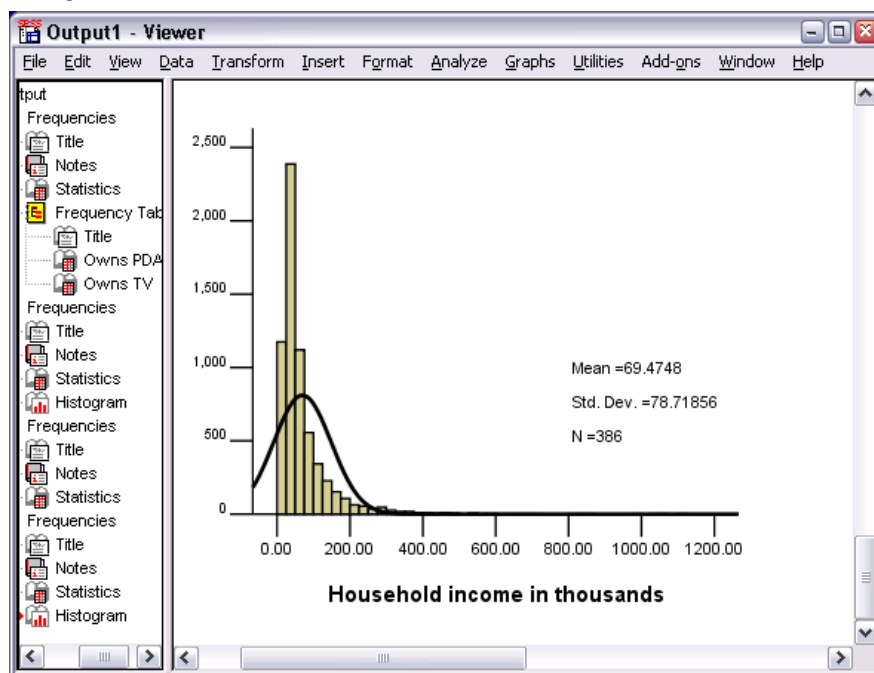 Output1 - Viewer
File Edit View Data Transform Insert Format Analyze Graphs Utilities Add-ons Window Help
tput
Frequencies
Title
Notes
Statistics
Frequency Tab
Title
Owns PDA
Owns TV
Frequencies
Title
Notes
Statistics
Histogram
Frequencies
Title
Notes
Statistics
Frequencies
Title
Notes
Statistics
Histogram
2,500
2,000
1,500
1,000
500
0
Mean =69.4748
Std. Dev. =78.71856
N =386
0.00 200.00 400.00 600.00 800.00 1000.00 1200.00
Household income in thousands